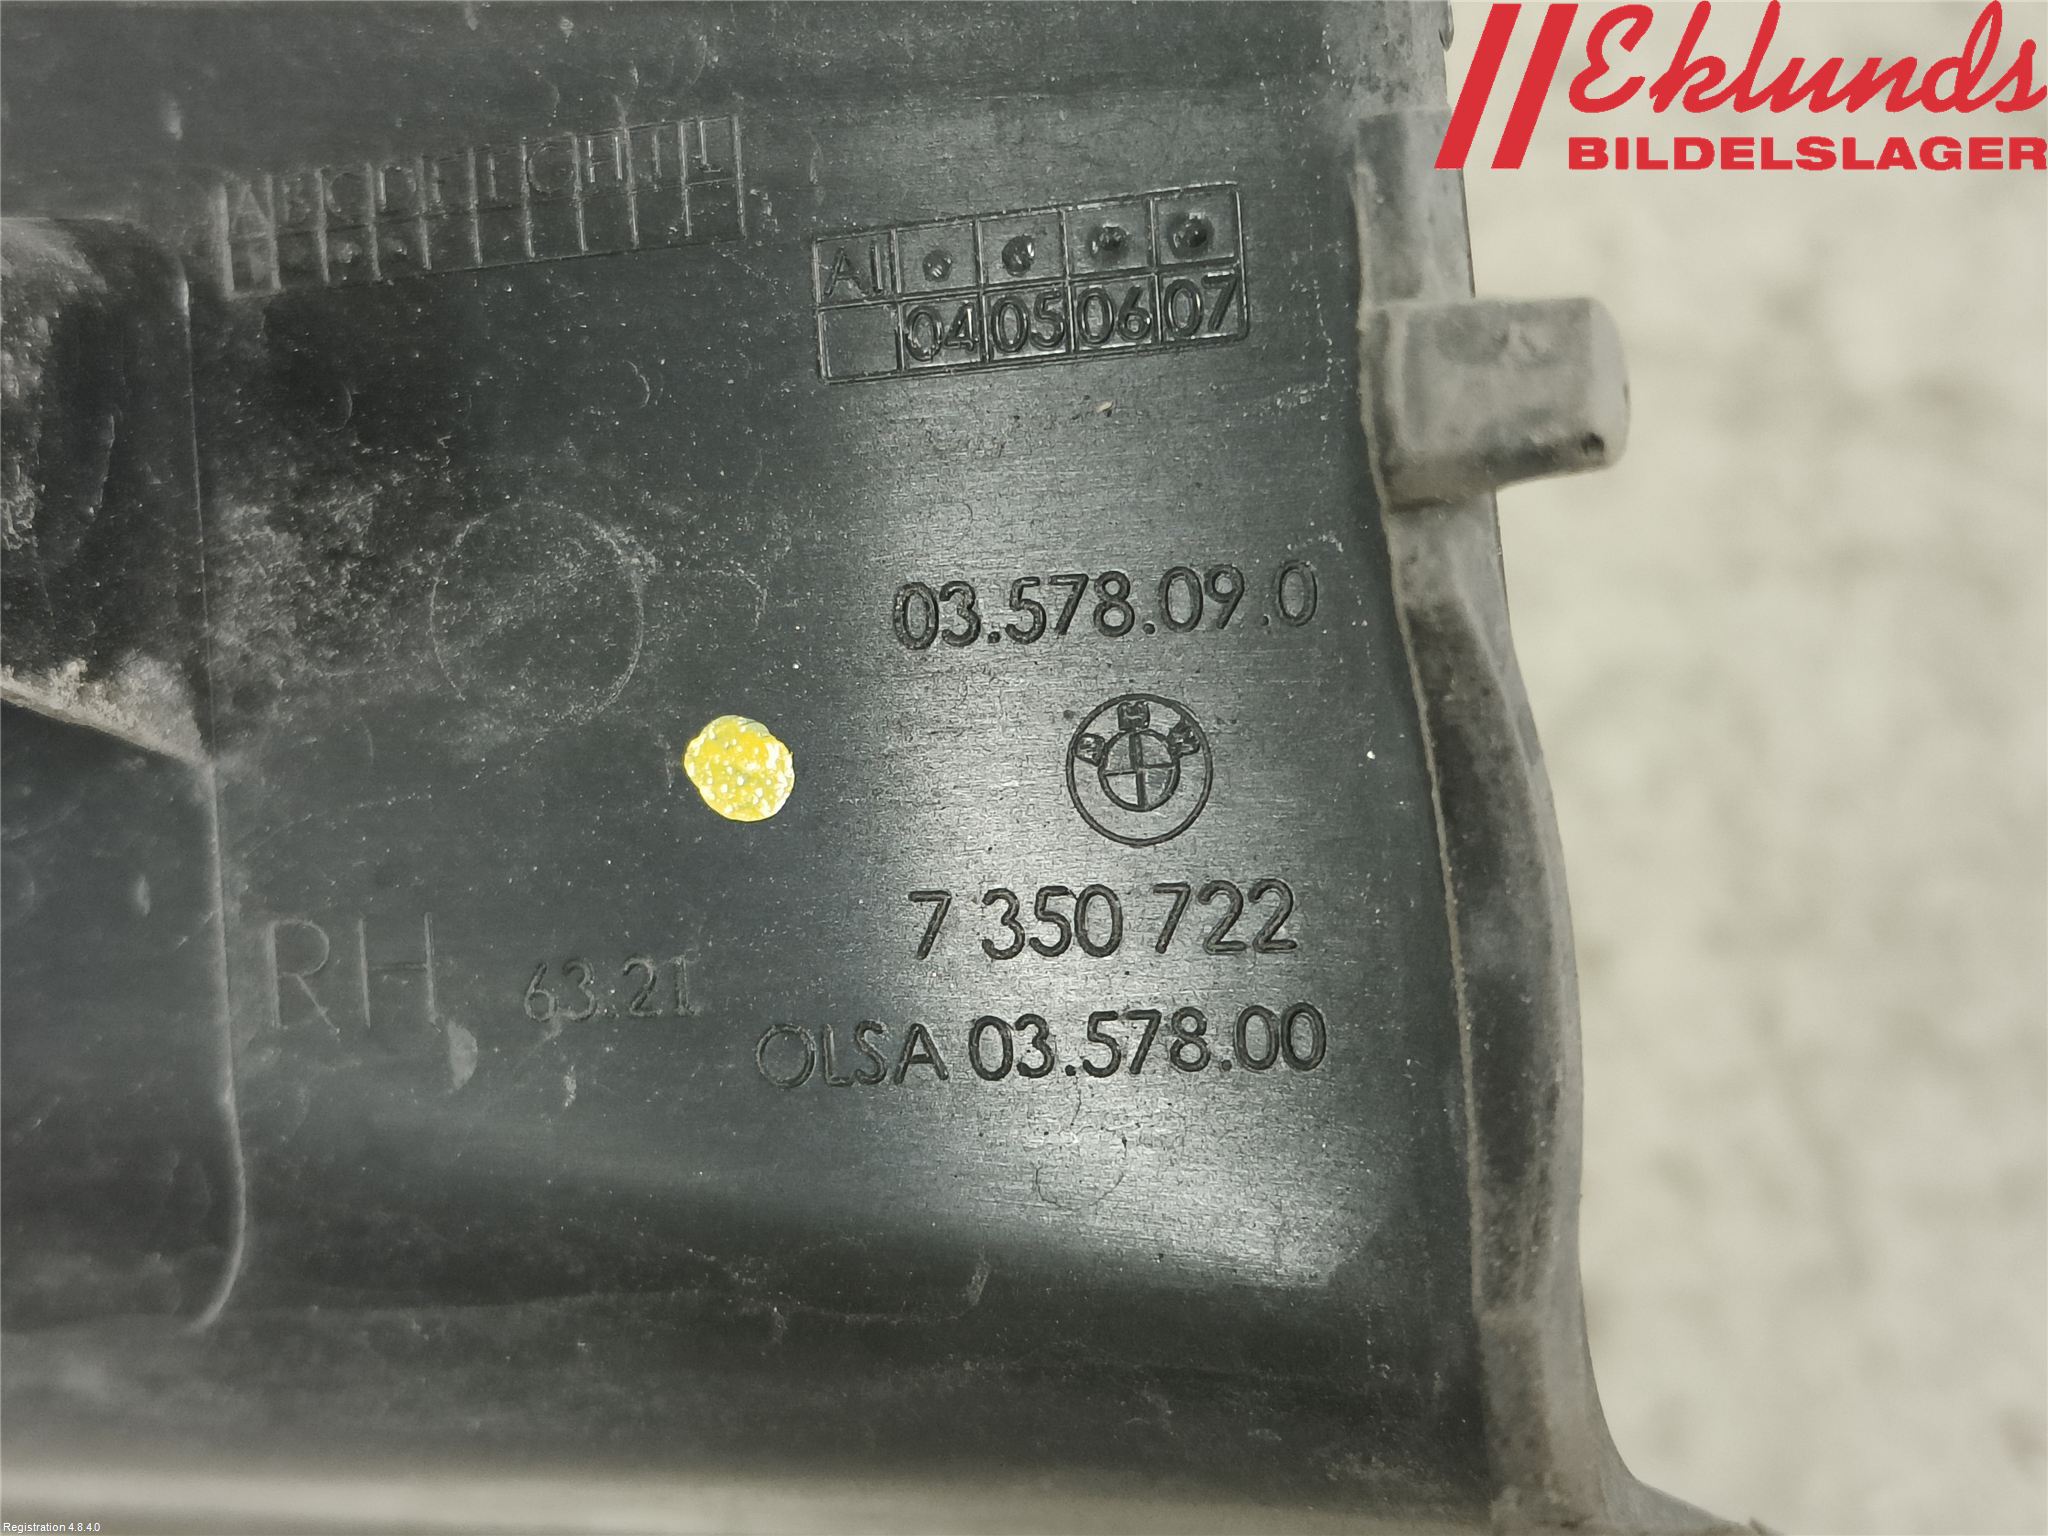 Eklunds
BILDELSLAGER
A B C D E F G H I L
AI
04 05 06 07
03.578.09.0
BMW
7 350 722
RH 63.21
OLSA 03.578.00
Registration 4.8.4.0